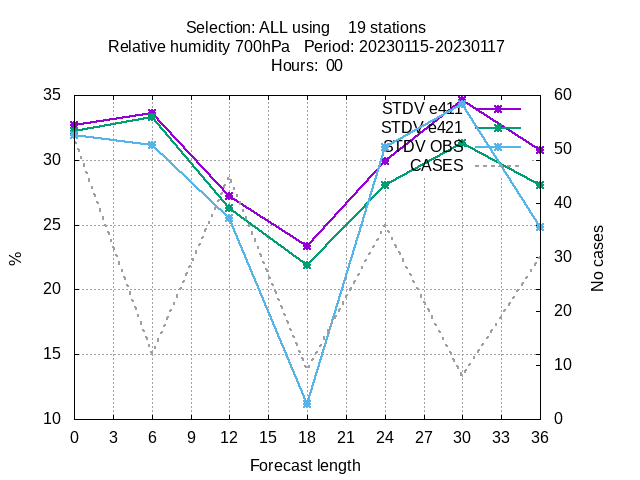 Selection: ALL using 19 stations
Relative humidity 700hPa Period: 20230115-20230117
Hours: 00
STDV e411
STDV e421
STDV OBS
CASES
35
30
25
20
15
10
%
60
50
40
30
20
10
0
No cases
0 3 6 9 12 15 18 21 24 27 30 33 36
Forecast length